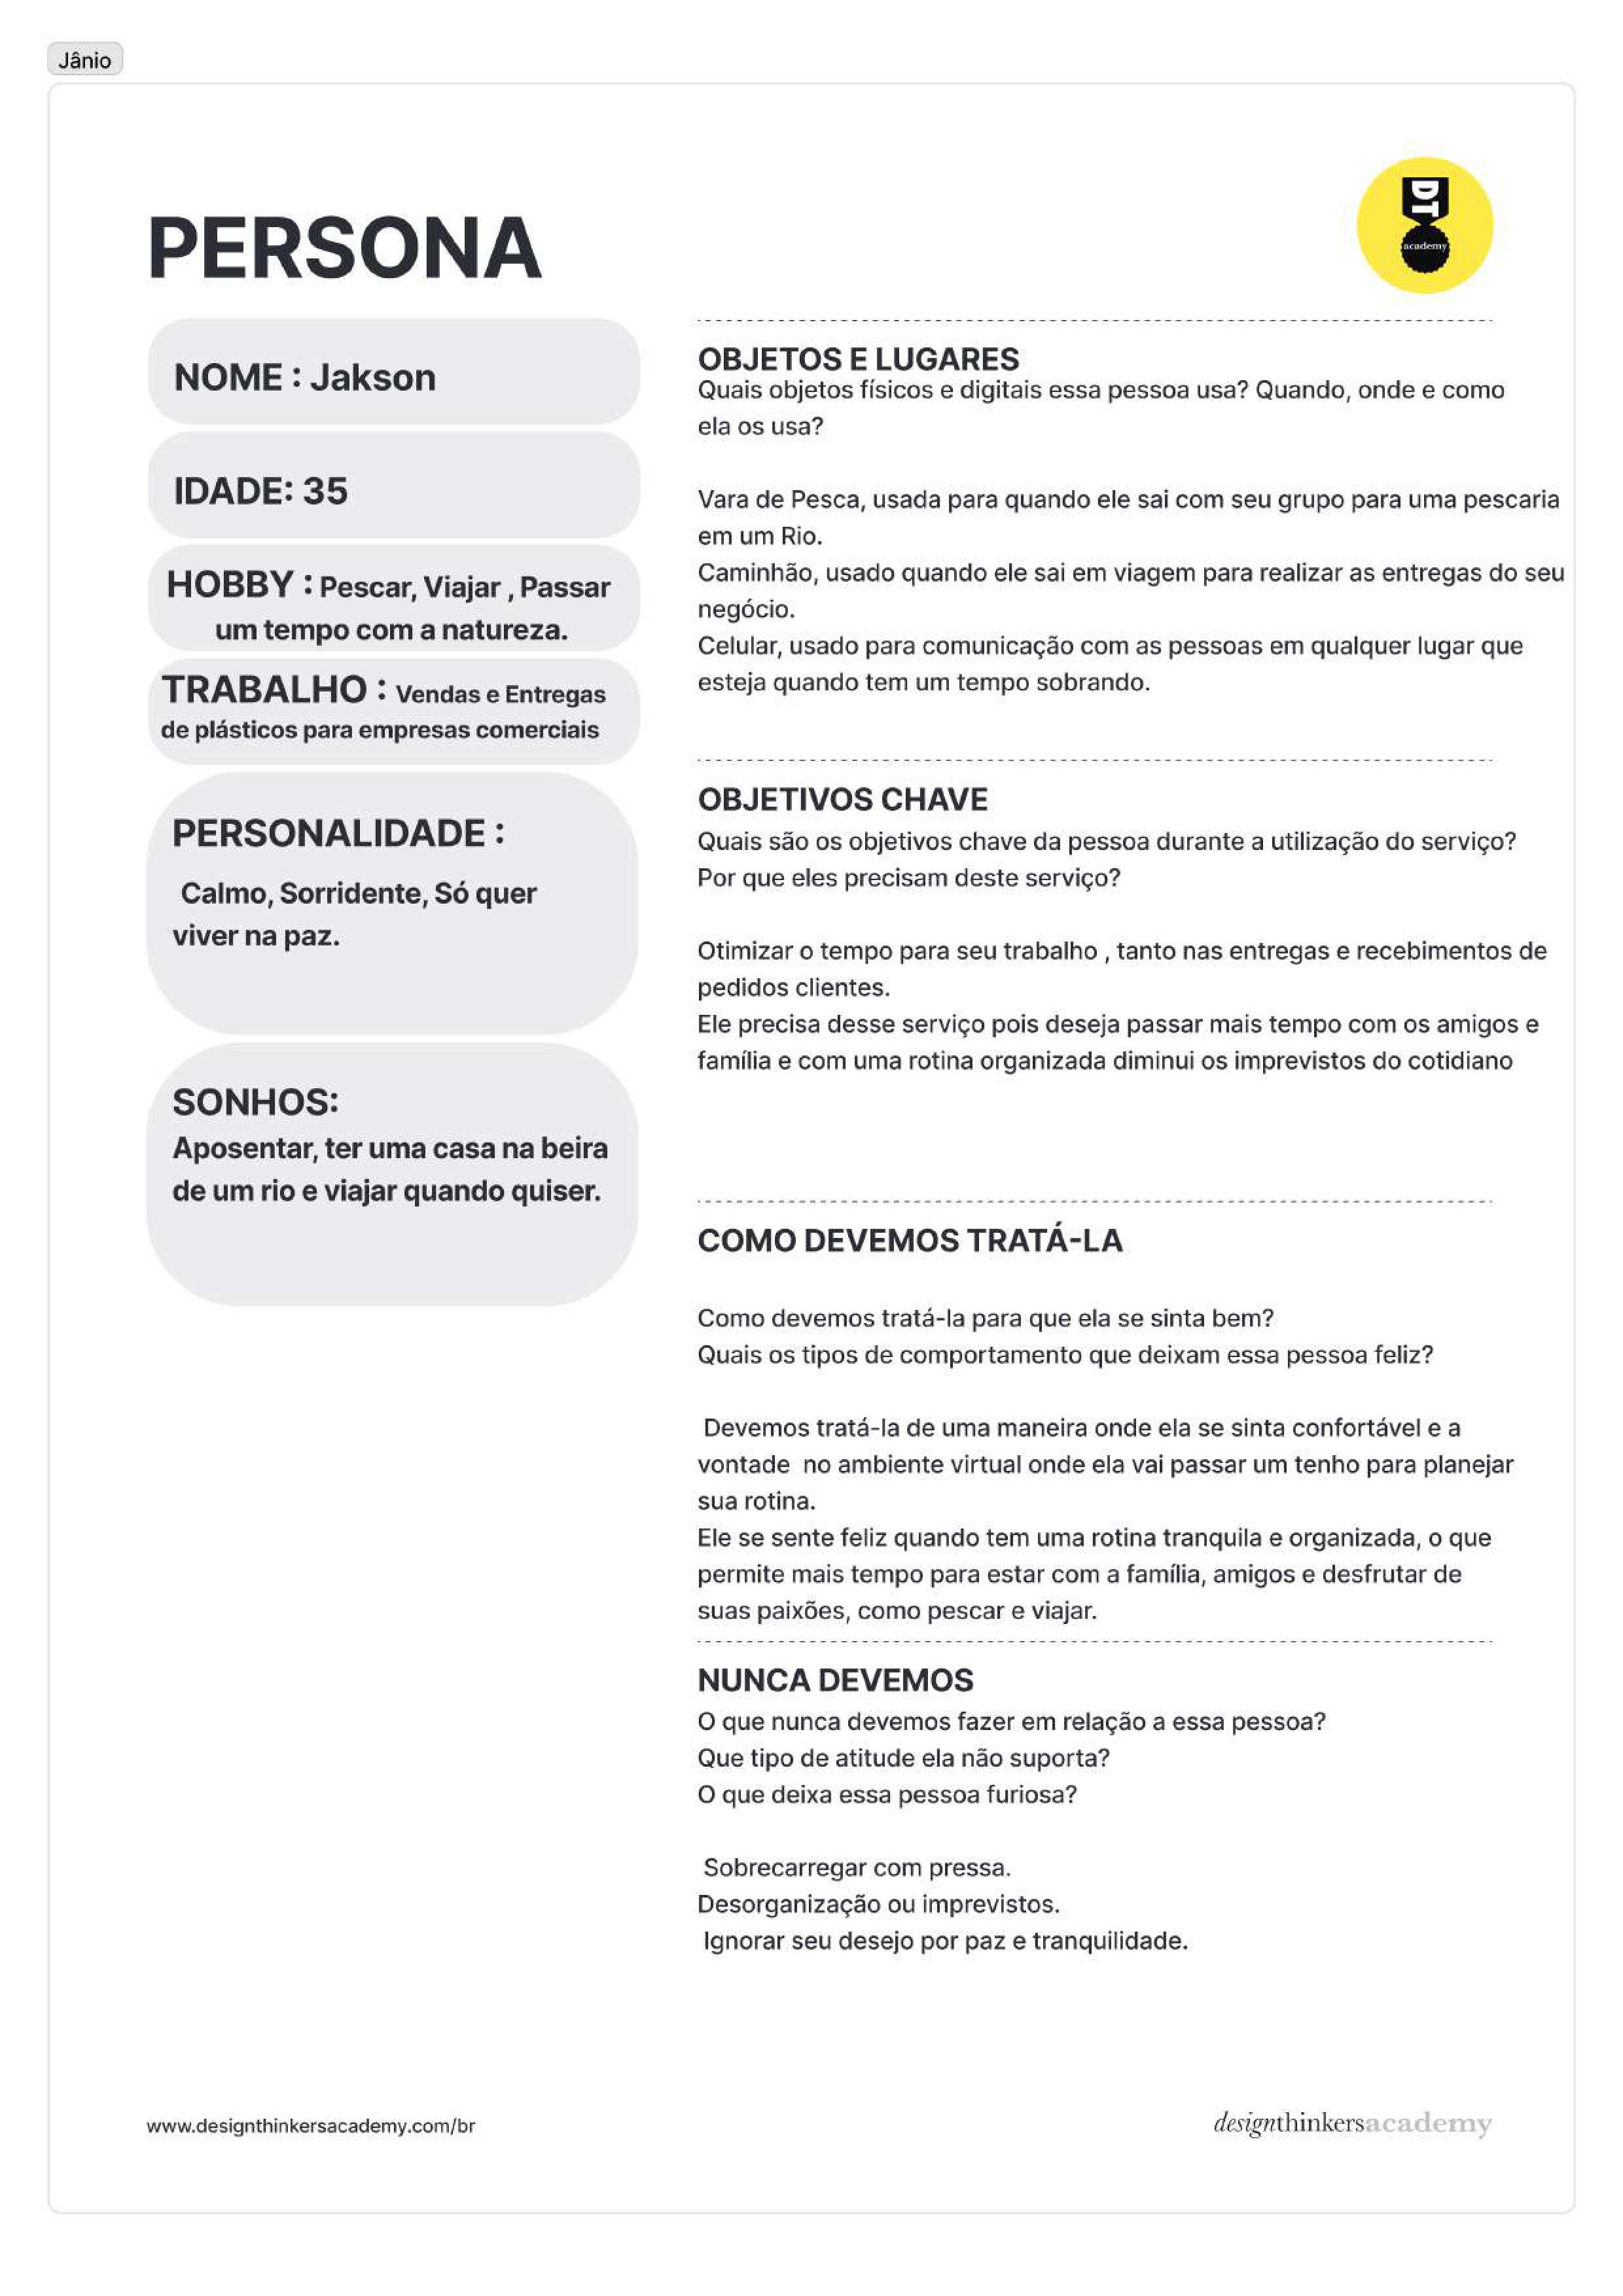 Jânio
PERSONA
DT
academy
NOME : Jakson
IDADE: 35
HOBBY : Pescar, Viajar , Passar
um tempo com a natureza.
TRABALHO : Vendas e Entregas
de plásticos para empresas comerciais
PERSONALIDADE :
Calmo, Sorridente, Só quer
viver na paz.
SONHOS:
Aposentar, ter uma casa na beira
de um rio e viajar quando quiser.
OBJETOS E LUGARES
Quais objetos físicos e digitais essa pessoa usa? Quando, onde e como
ela os usa?
Vara de Pesca, usada para quando ele sai com seu grupo para uma pescaria
em um Rio.
Caminhão, usado quando ele sai em viagem para realizar as entregas do seu
negócio.
Celular, usado para comunicação com as pessoas em qualquer lugar que
esteja quando tem um tempo sobrando.
OBJETIVOS CHAVE
Quais são os objetivos chave da pessoa durante a utilização do serviço?
Por que eles precisam deste serviço?
Otimizar o tempo para seu trabalho , tanto nas entregas e recebimentos de
pedidos clientes.
Ele precisa desse serviço pois deseja passar mais tempo com os amigos e
família e com uma rotina organizada diminui os imprevistos do cotidiano
COMO DEVEMOS TRATÁ-LA
Como devemos tratá-la para que ela se sinta bem?
Quais os tipos de comportamento que deixam essa pessoa feliz?
Devemos tratá-la de uma maneira onde ela se sinta confortável e a
vontade  no ambiente virtual onde ela vai passar um tenho para planejar
sua rotina.
Ele se sente feliz quando tem uma rotina tranquila e organizada, o que
permite mais tempo para estar com a família, amigos e desfrutar de
suas paixões, como pescar e viajar.
NUNCA DEVEMOS
O que nunca devemos fazer em relação a essa pessoa?
Que tipo de atitude ela não suporta?
O que deixa essa pessoa furiosa?
Sobrecarregar com pressa.
Desorganização ou imprevistos.
Ignorar seu desejo por paz e tranquilidade.
www.designthinkersacademy.com/br
designthinkersacademy